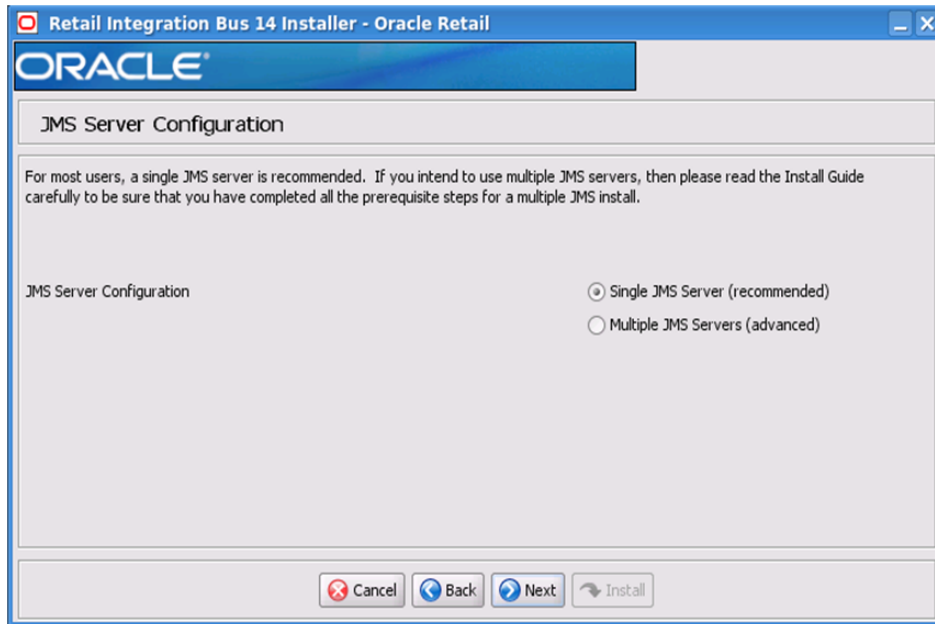 Retail Integration Bus 14 Installer - Oracle Retail
ORACLE
JMS Server Configuration
For most users, a single JMS server is recommended. If you intend to use multiple JMS servers, then please read the Install Guide
carefully to be sure that you have completed all the prerequisite steps for a multiple JMS install.
JMS Server Configuration
Single JMS Server (recommended)
Multiple JMS Servers (advanced)
Cancel Back Next Install